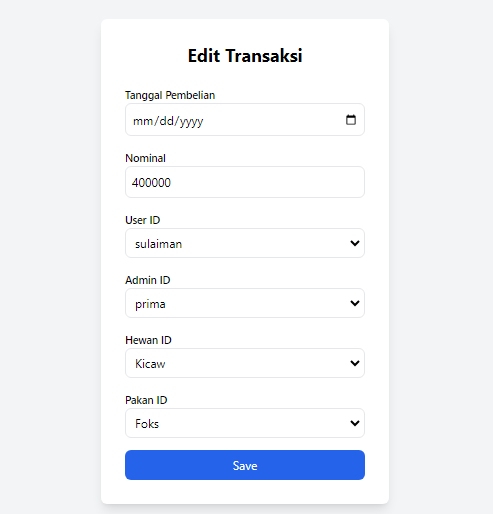 Edit Transaksi
Tanggal Pembelian
mm/dd/yyyy
Nominal
400000
User ID
sulaiman
Admin ID
prima
Hewan ID
Kicaw
Pakan ID
Foks
Save